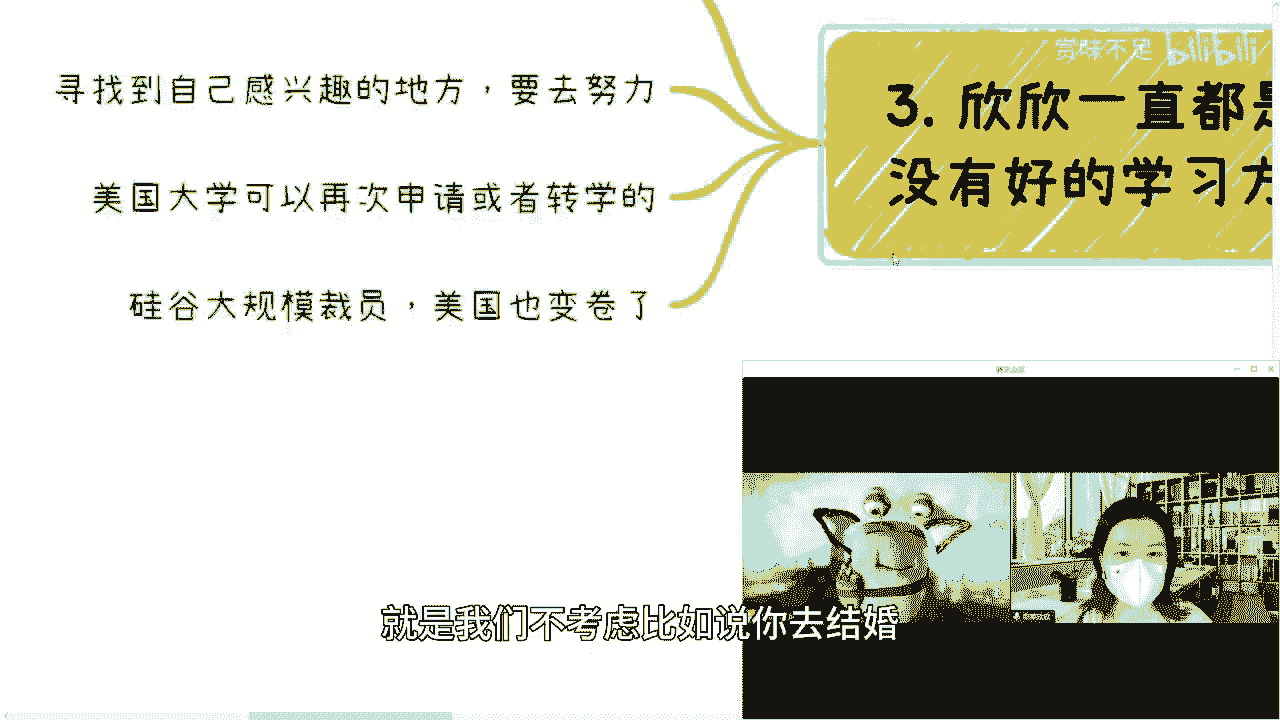 赏味不足 bilibili
寻找到自己感兴趣的地方，要去努力
3. 欣欣一直都是
没有好的学习方
美国大学可以再次申请或者转学的
硅谷大规模裁员，美国也变卷了
就是我们不考虑比如说你去结婚